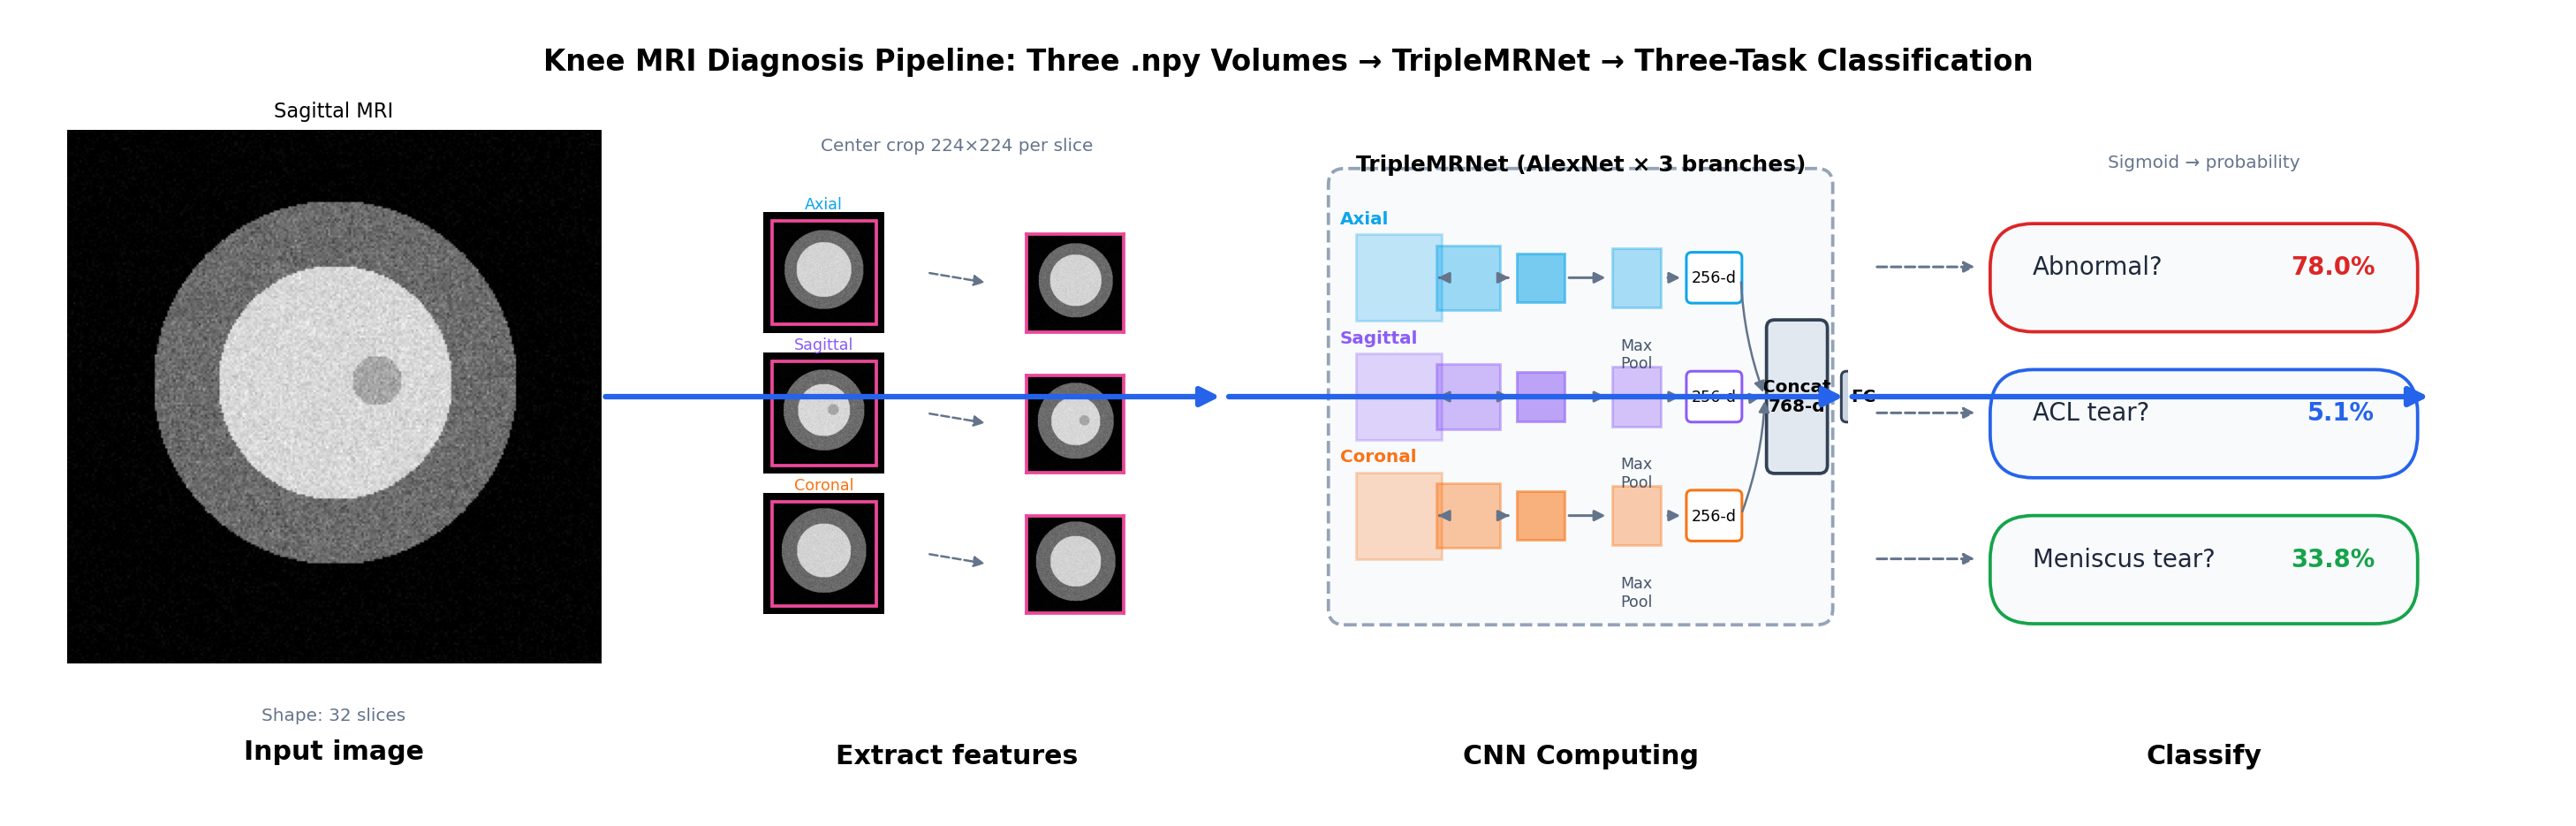 Knee MRI Diagnosis Pipeline: Three .npy Volumes → TripleMRNet → Three-Task Classification
Sagittal MRI
Shape: 32 slices
Input image
Center crop 224×224 per slice
Axial
Sagittal
Coronal
Extract features
TripleMRNet (AlexNet × 3 branches)
Axial
256-d
Max
Pool
Sagittal
256-d
Max
Pool
Coronal
256-d
Max
Pool
Concat
768-d
FC
CNN Computing
Sigmoid → probability
Abnormal? 78.0%
ACL tear? 5.1%
Meniscus tear? 33.8%
Classify